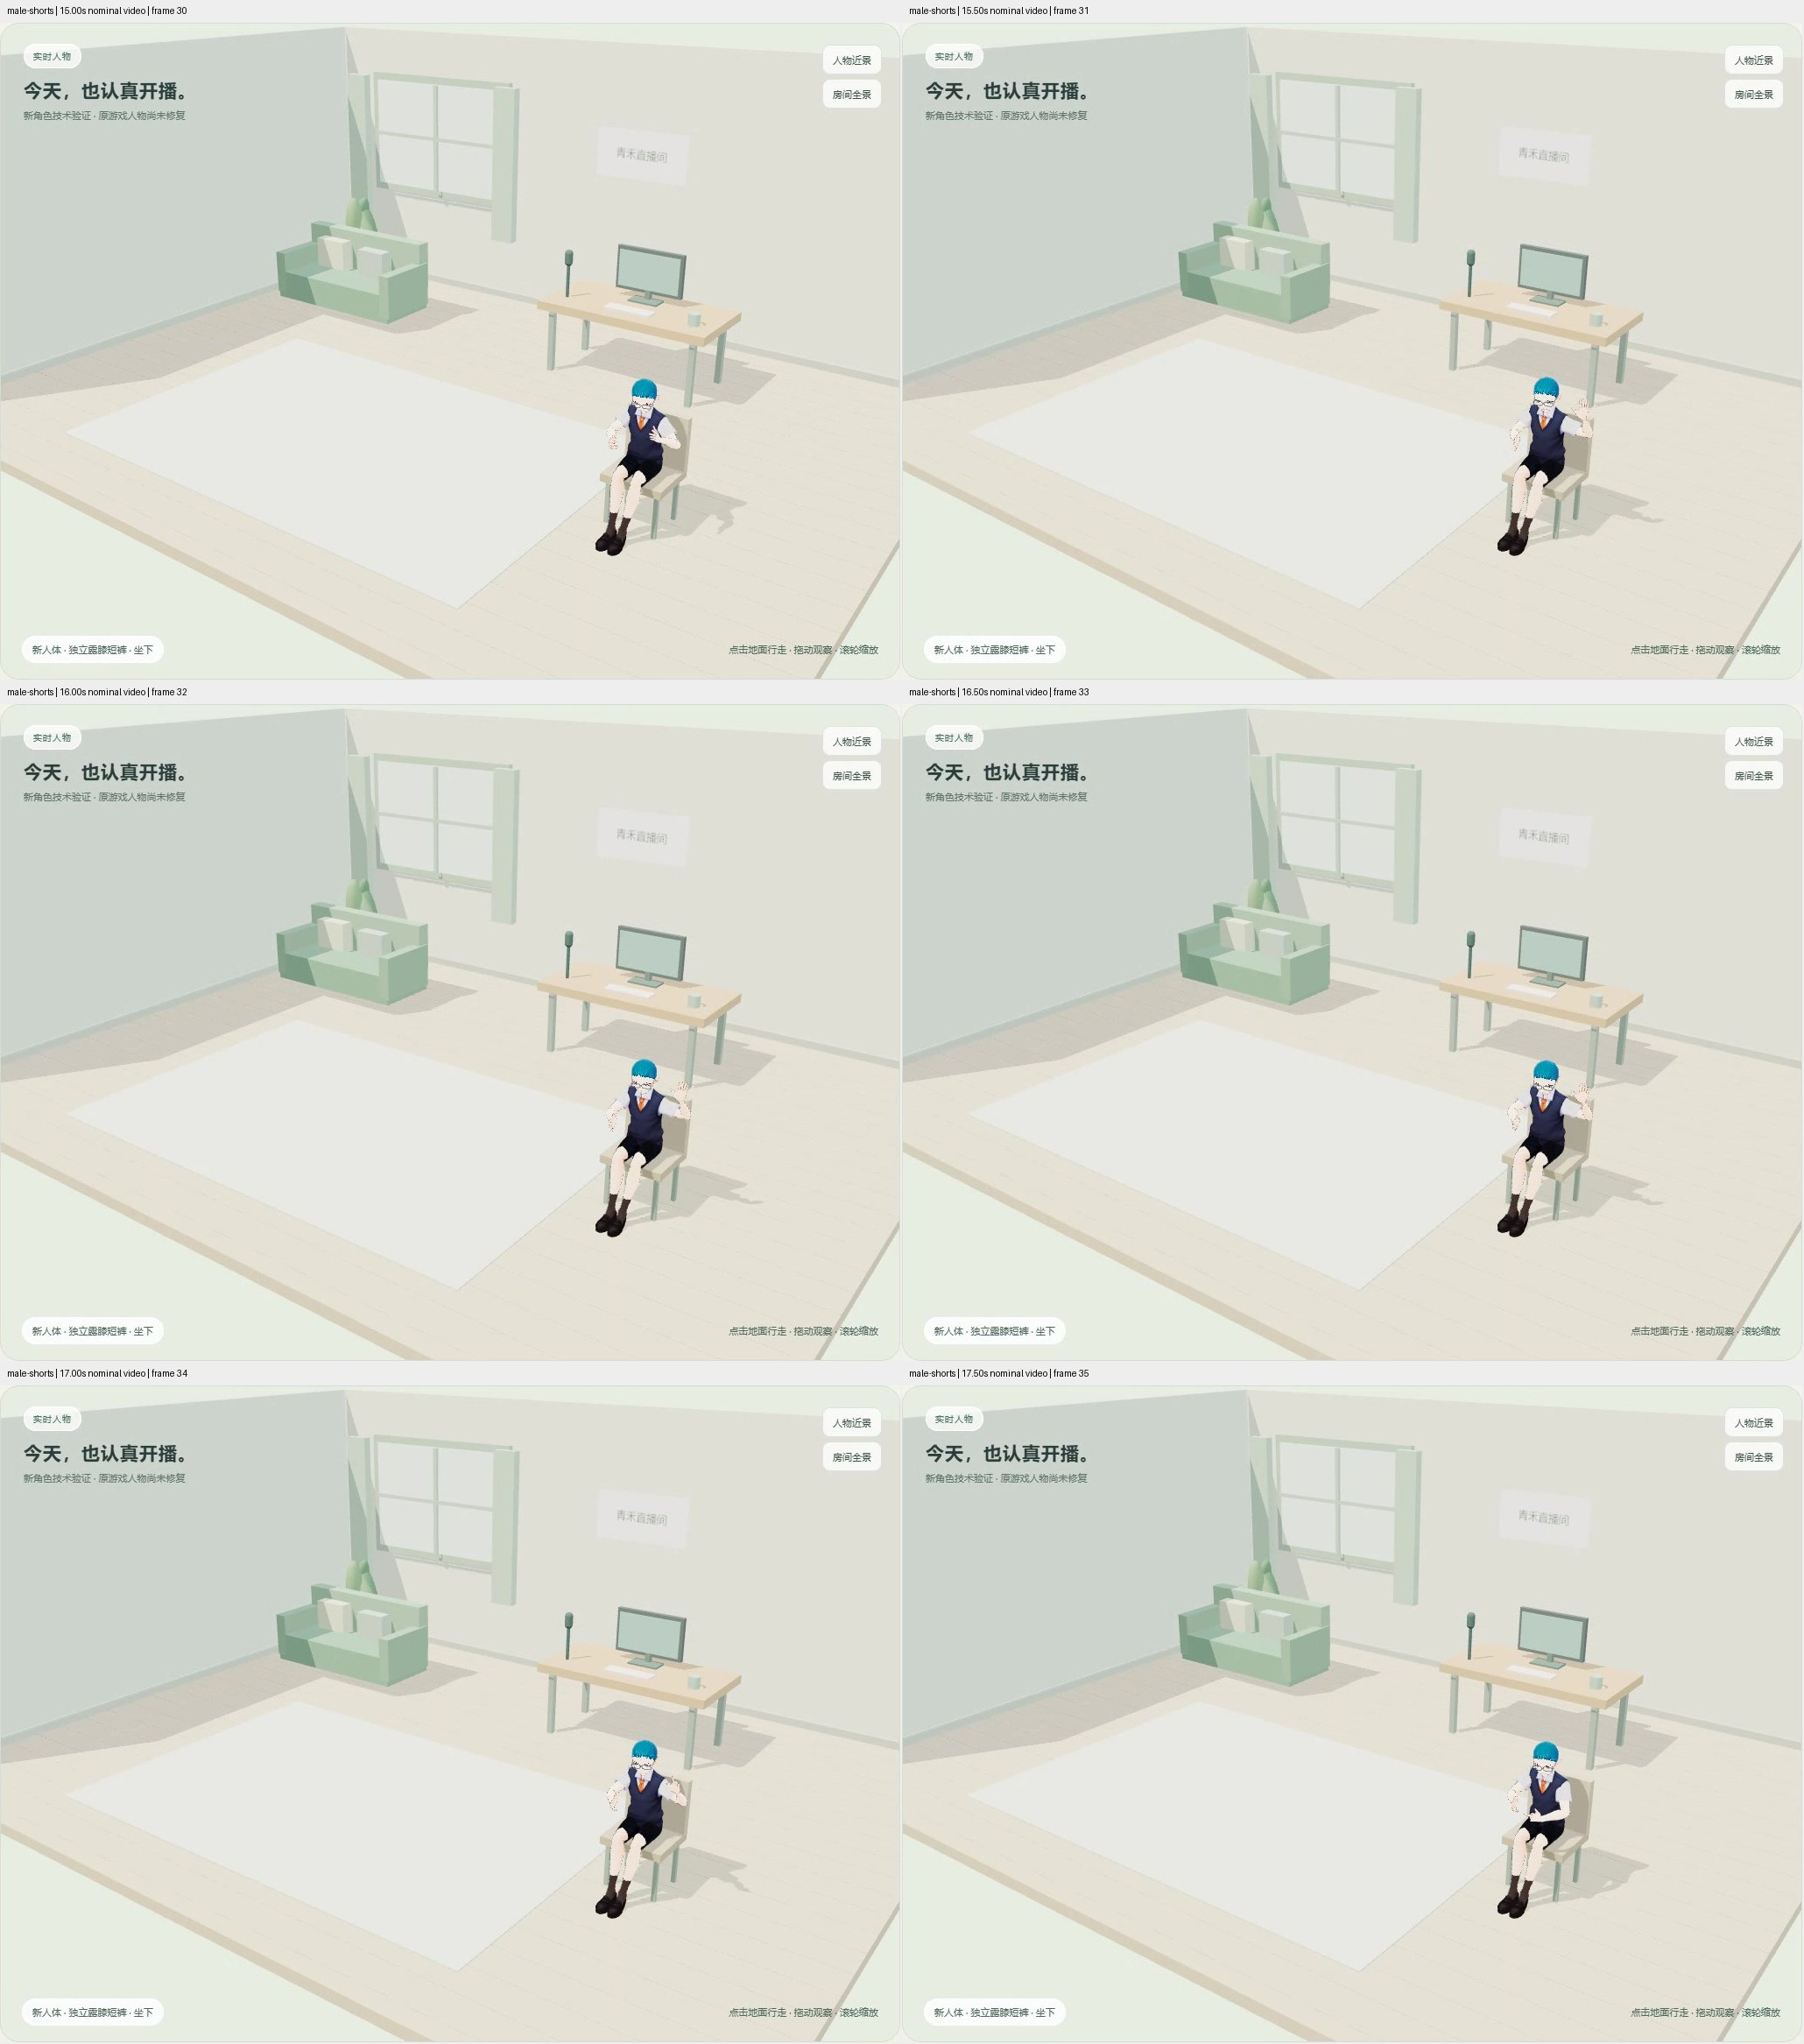 male-shorts | 15.00s nominal video | frame 30
实时人物
人物近景
今天，也认真开播。
房间全景
新角色技术验证 · 原游戏人物尚未修复
青禾直播间
新人体 · 独立露膝短裤 · 坐下
点击地面行走 · 拖动观察 · 滚轮缩放
male-shorts | 15.50s nominal video | frame 31
实时人物
人物近景
今天，也认真开播。
房间全景
新角色技术验证 · 原游戏人物尚未修复
青禾直播间
新人体 · 独立露膝短裤 · 坐下
点击地面行走 · 拖动观察 · 滚轮缩放
male-shorts | 16.00s nominal video | frame 32
实时人物
人物近景
今天，也认真开播。
房间全景
新角色技术验证 · 原游戏人物尚未修复
青禾直播间
新人体 · 独立露膝短裤 · 坐下
点击地面行走 · 拖动观察 · 滚轮缩放
male-shorts | 16.50s nominal video | frame 33
实时人物
人物近景
今天，也认真开播。
房间全景
新角色技术验证 · 原游戏人物尚未修复
青禾直播间
新人体 · 独立露膝短裤 · 坐下
点击地面行走 · 拖动观察 · 滚轮缩放
male-shorts | 17.00s nominal video | frame 34
实时人物
人物近景
今天，也认真开播。
房间全景
新角色技术验证 · 原游戏人物尚未修复
青禾直播间
新人体 · 独立露膝短裤 · 坐下
点击地面行走 · 拖动观察 · 滚轮缩放
male-shorts | 17.50s nominal video | frame 35
实时人物
人物近景
今天，也认真开播。
房间全景
新角色技术验证 · 原游戏人物尚未修复
青禾直播间
新人体 · 独立露膝短裤 · 坐下
点击地面行走 · 拖动观察 · 滚轮缩放